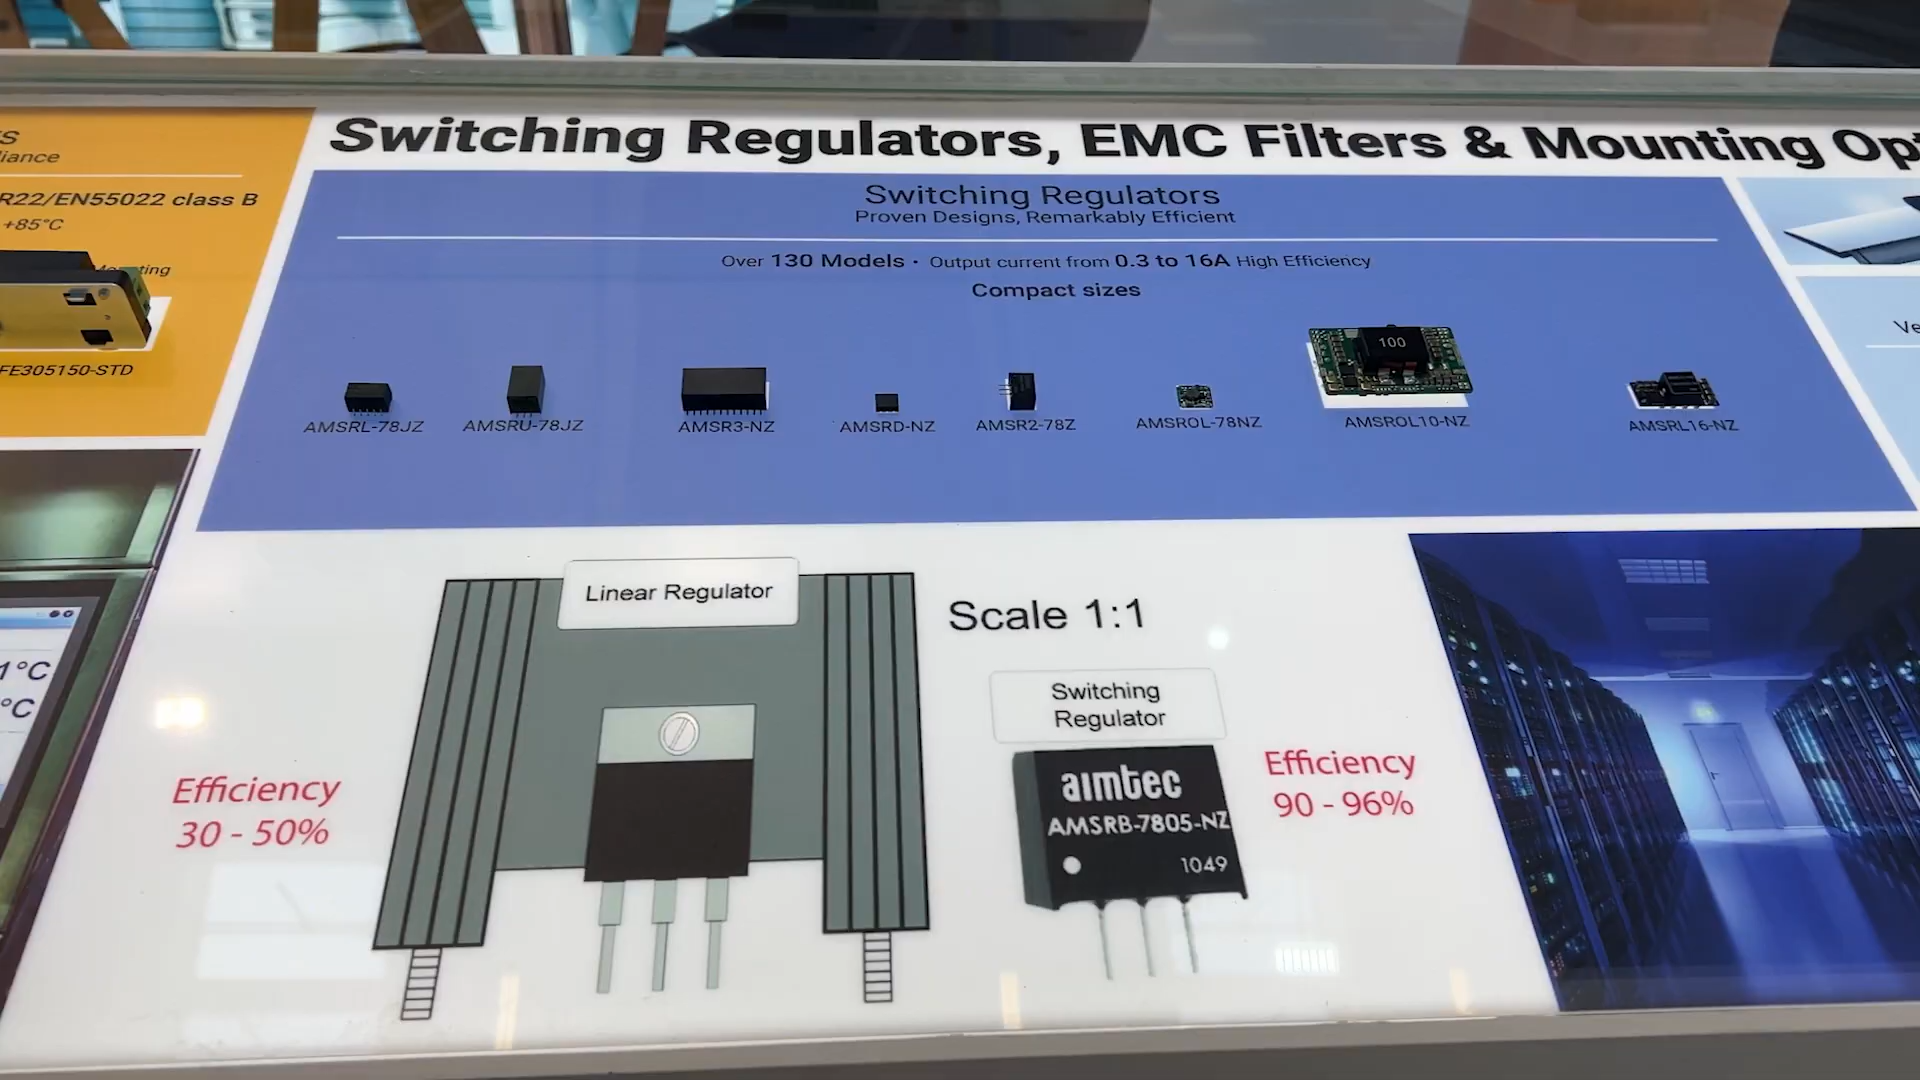 Switching Regulators, EMC Filters & Mounting Op
Switching Regulators
Proven Designs, Remarkably Efficient
Over 130 Models • Output current from 0.3 to 16A High Efficiency
Compact sizes
AMSRL-78JZ
AMSRU-78JZ
AMSR3-NZ
AMSRD-NZ
AMSR2-78Z
AMSROL-78NZ
100
AMSROL10-NZ
AMSRL16-NZ
iance
R22/EN55022 class B
+85°C
FE305150-STD
1°C
°C
Linear Regulator
Scale 1:1
Switching
Regulator
Efficiency
30 - 50%
aimtec
AMSRB-7805-NZ
1049
Efficiency
90 - 96%
Ve